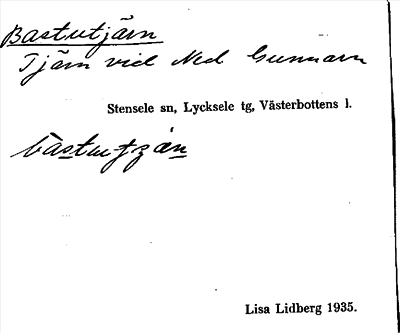 Bastutjärn
Tjärn vid Ned Gunnarn
Stensele sn, Lycksele tg, Västerbottens l.
Lisa Lidberg 1935.